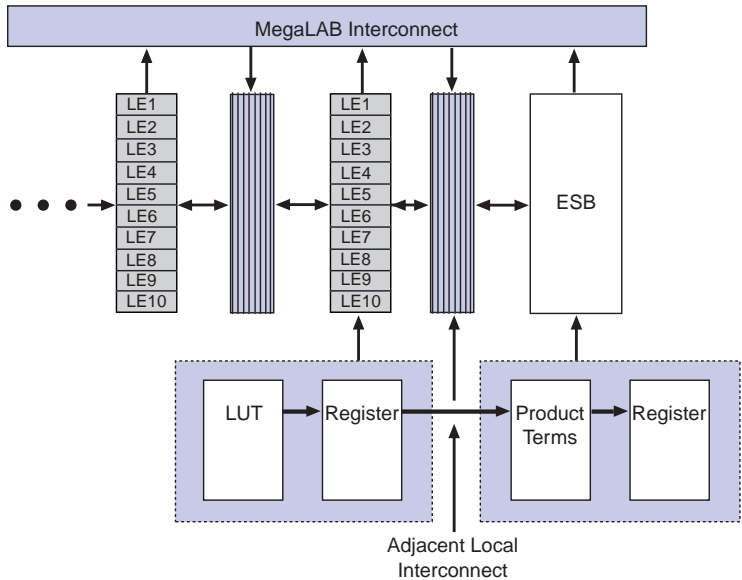 MegaLAB Interconnect
LE1
LE2
LE3
LE4
LE5
LE6
LE7
LE8
LE9
LE10
LE1
LE2
LE3
LE4
LE5
LE6
LE7
LE8
LE9
LE10
ESB
LUT
Register
Product
Terms
Register
Adjacent Local
Interconnect